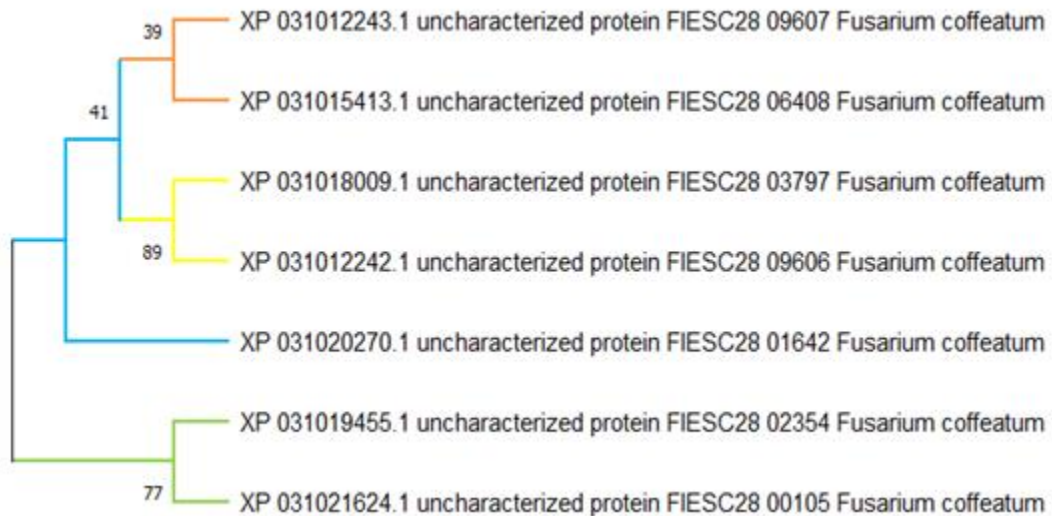 39
XP 031012243.1 uncharacterized protein FIESC28 09607 Fusarium coffeatum
XP 031015413.1 uncharacterized protein FIESC28 06408 Fusarium coffeatum
41
XP 031018009.1 uncharacterized protein FIESC28 03797 Fusarium coffeatum
89
XP 031012242.1 uncharacterized protein FIESC28 09606 Fusarium coffeatum
XP 031020270.1 uncharacterized protein FIESC28 01642 Fusarium coffeatum
XP 031019455.1 uncharacterized protein FIESC28 02354 Fusarium coffeatum
77
XP 031021624.1 uncharacterized protein FIESC28 00105 Fusarium coffeatum